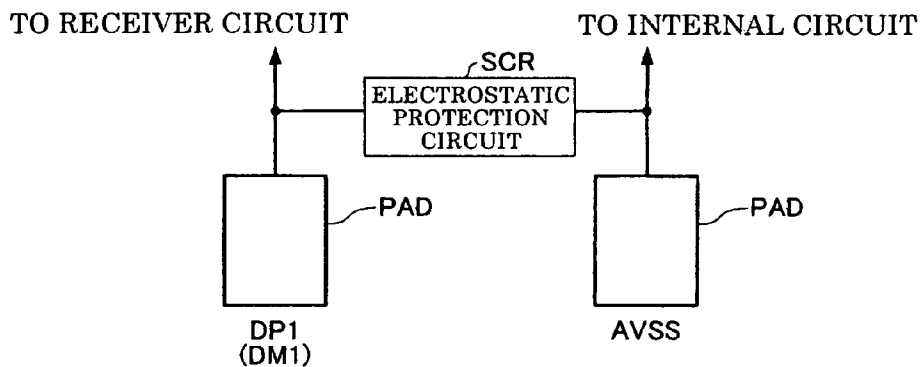 TO RECEIVER CIRCUIT
TO INTERNAL CIRCUIT
SCR
ELECTROSTATIC
PROTECTION
CIRCUIT
PAD
PAD
DP1
(DM1)
AVSS